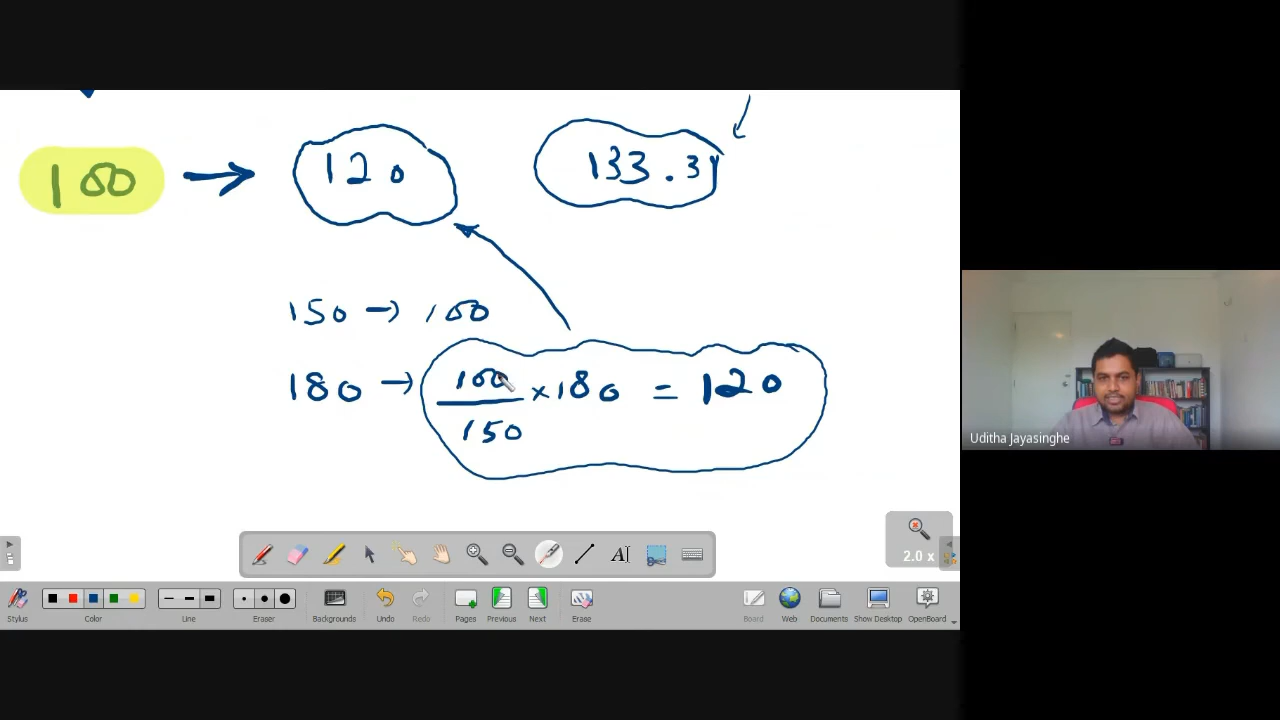 100 → 120 133.3
150 → 100
180 → 100/150 × 180 = 120
Uditha Jayasinghe
2.0 x
Stylus Color Line Eraser Backgrounds Undo Redo Pages Previous Next Erase Board Web Documents Show Desktop OpenBoard